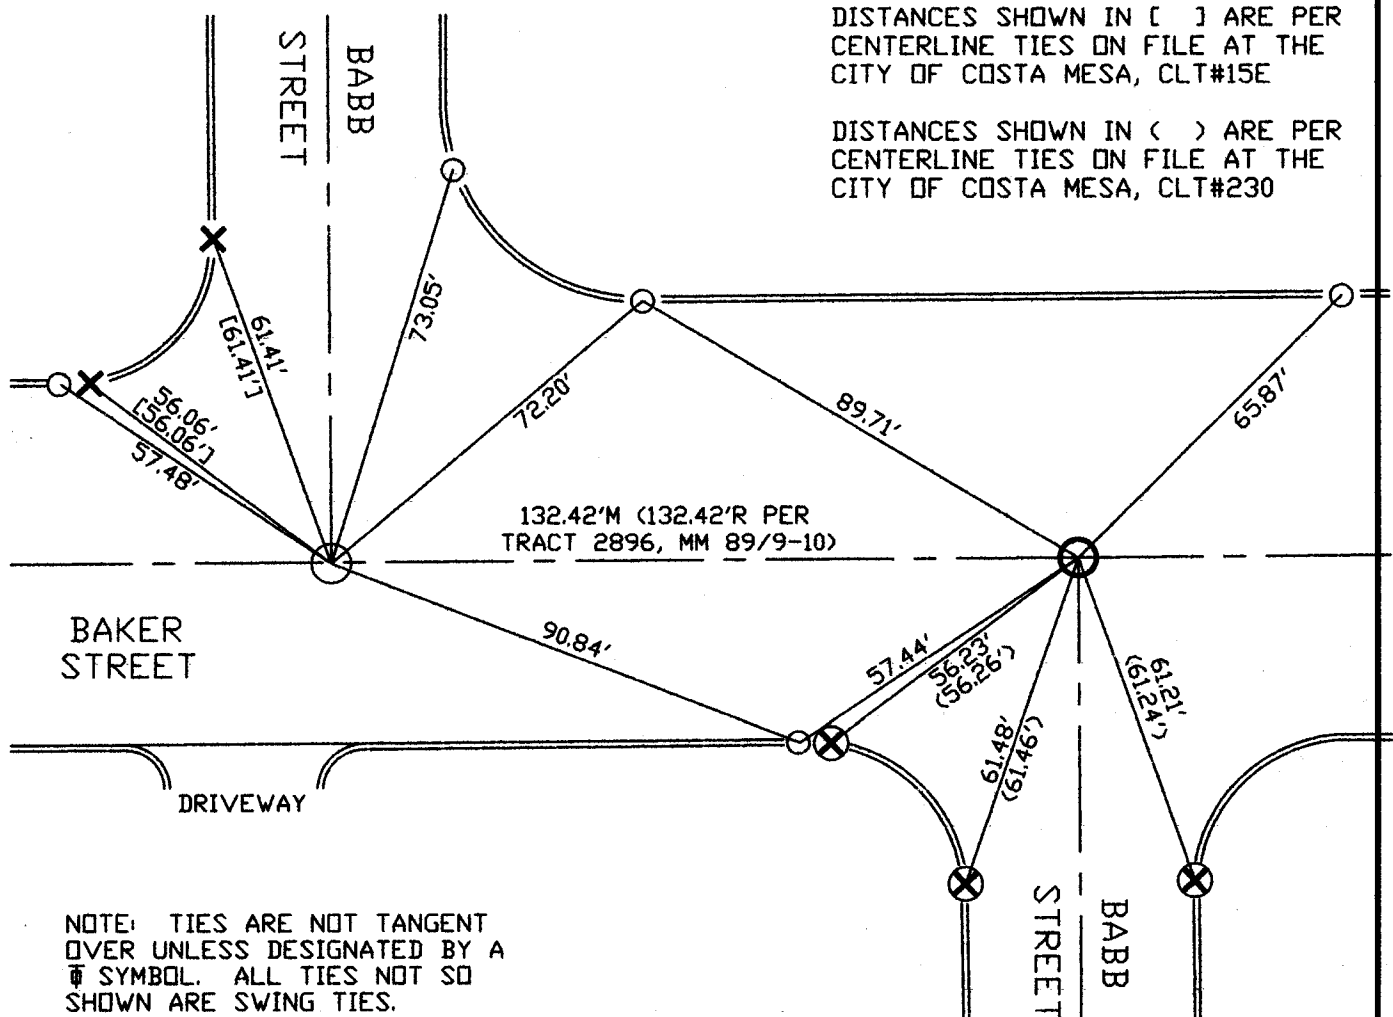 DISTANCES SHOWN IN [ ] ARE PER
CENTERLINE TIES ON FILE AT THE
CITY OF COSTA MESA, CLT#15E
DISTANCES SHOWN IN ( ) ARE PER
CENTERLINE TIES ON FILE AT THE
CITY OF COSTA MESA, CLT#230
BABB
STREET
61.41'
[61.41']
73.05'
56.06'
[56.06']
57.48'
72.20'
89.71'
65.87'
132.42'M (132.42'R PER
TRACT 2896, MM 89/9-10)
BAKER
STREET
90.84'
57.44'
56.23'
(56.26')
61.48'
(61.46')
61.21'
(61.24')
DRIVEWAY
BABB
STREET
NOTE: TIES ARE NOT TANGENT
OVER UNLESS DESIGNATED BY A
SYMBOL. ALL TIES NOT SO
SHOWN ARE SWING TIES.